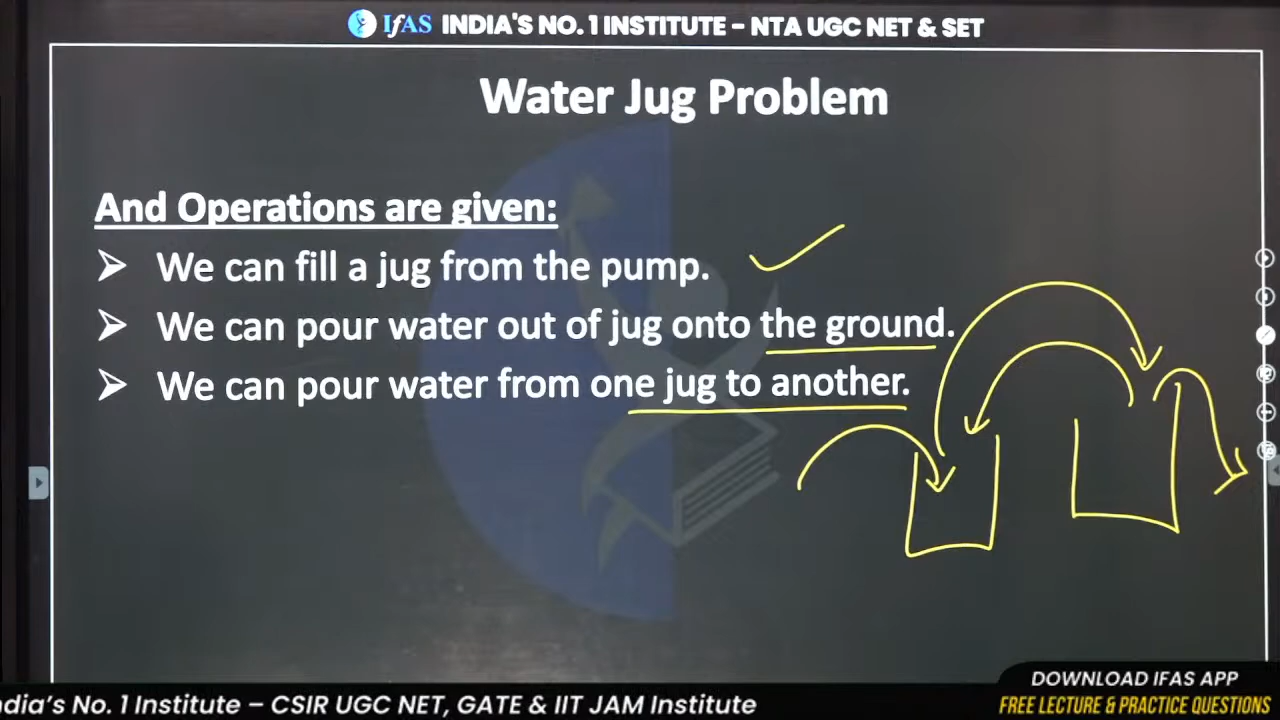 IfAS INDIA'S NO. 1 INSTITUTE – NTA UGC NET & SET
Water Jug Problem
And Operations are given:
➢ We can fill a jug from the pump.
➢ We can pour water out of jug onto the ground.
➢ We can pour water from one jug to another.
DOWNLOAD IFAS APP
ndia's No. 1 Institute – CSIR UGC NET, GATE & IIT JAM Institute
FREE LECTURE & PRACTICE QUESTIONS